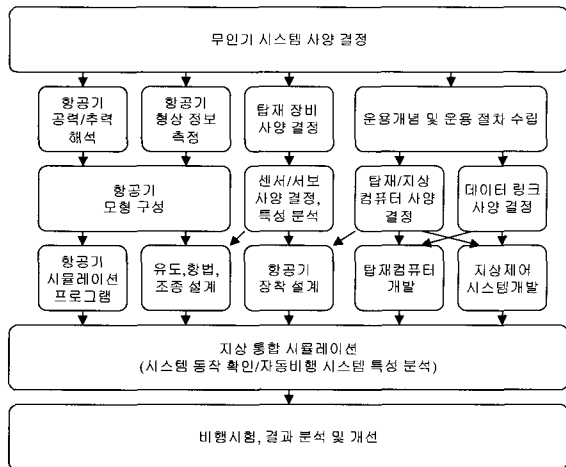 무인기 시스템 사양 결정
항공기
공력/추력
해석
항공기
형상 정보
측정
탑재 장비
사양 결정
운용개념 및 운용 절차 수립
항공기
모형 구성
센서/서보
사양 결정,
특성 분석
탑재/지상
컴퓨터 사양
결정
데이터 링크
사양 결정
항공기
시뮬레이션
프로그램
유도,항법,
조종 설계
항공기
장착 설계
탑재컴퓨터
개발
지상제어
시스템개발
지상 통합 시뮬레이션
(시스템 동작 확인/자동비행 시스템 특성 분석)
비행시험, 결과 분석 및 개선